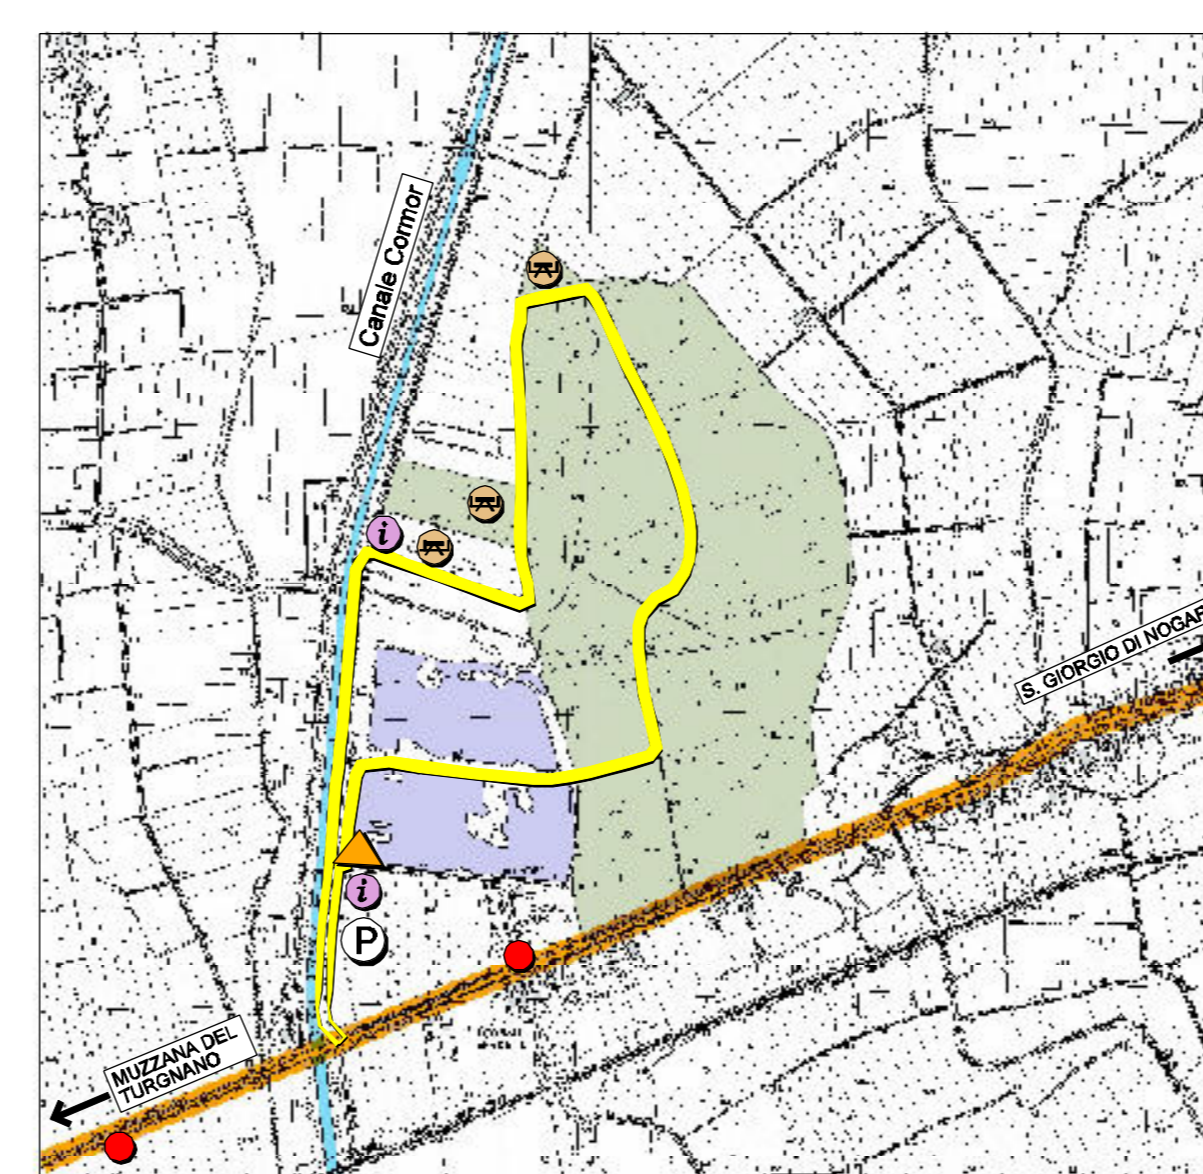 Canale Cormor
i
i
P
S. GIORGIO DI NOGAR
MUZZANA DEL
TURGNANO